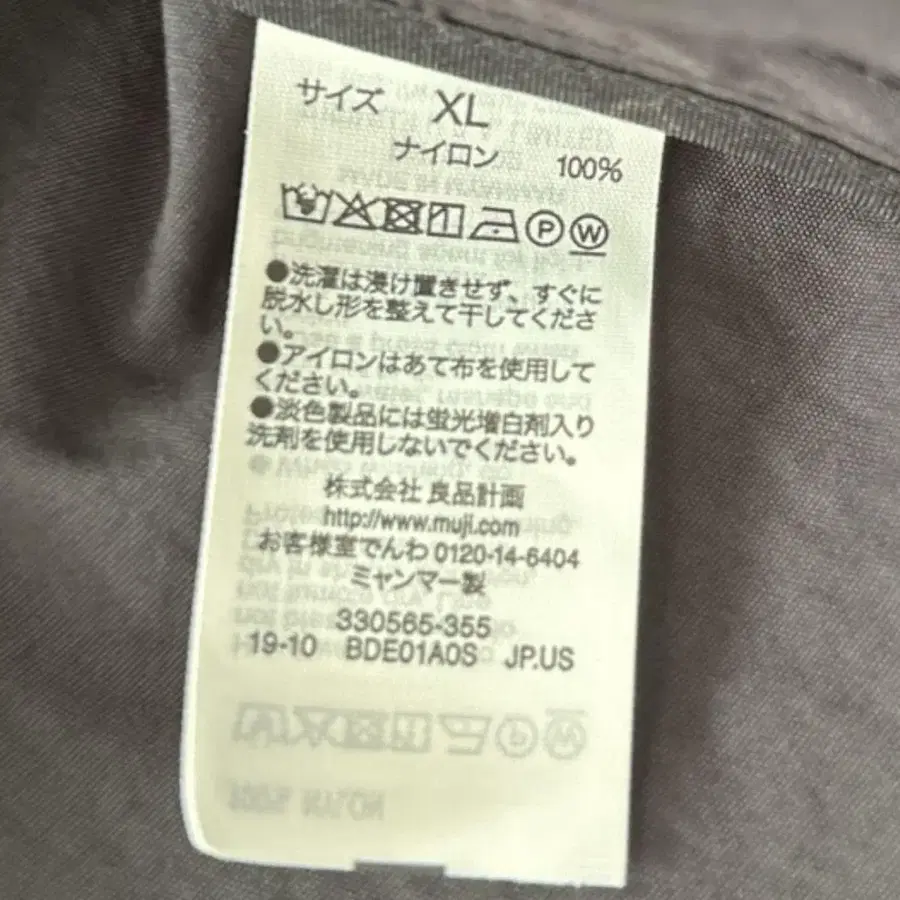 サイズ XL
ナイロン 100%
P W
●洗濯は浸け置きせず、すぐに
脱水し形を整えて干してくださ
い。
●アイロンはあて布を使用して
ください。
●淡色製品には蛍光増白剤入り
洗剤を使用しないでください。
株式会社 良品計画
http://www.muji.com
お客様室でんわ 0120-14-6404
ミャンマー製
330565-355
19-10 BDE01A0S JP.US